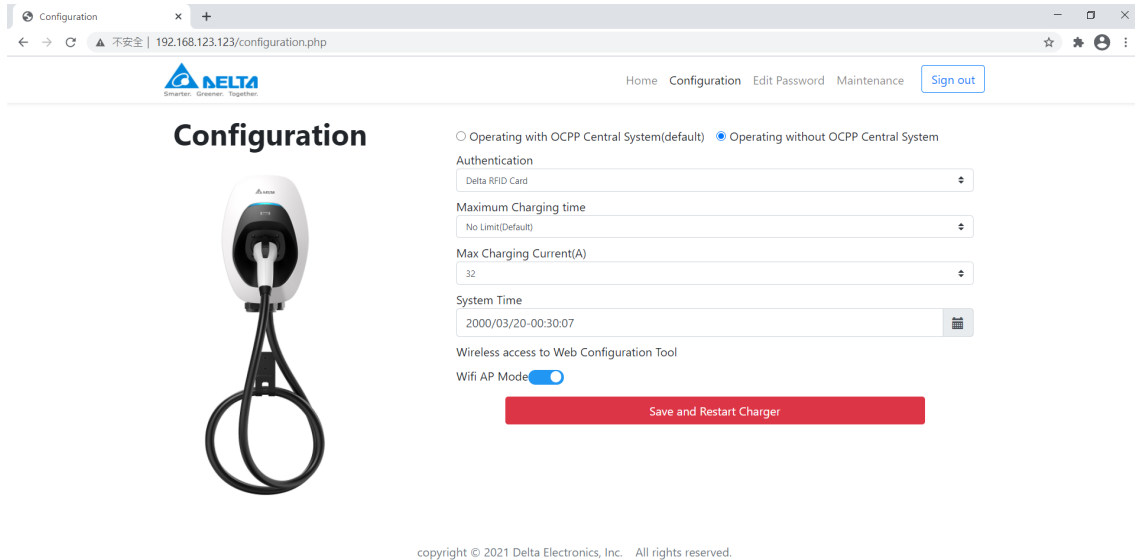 Configuration
不安全 | 192.168.123.123/configuration.php
DELTA
Smarter. Greener. Together.
Home Configuration Edit Password Maintenance Sign out
Configuration
Operating with OCPP Central System(default) Operating without OCPP Central System
Authentication
Delta RFID Card
Maximum Charging time
No Limit(Default)
Max Charging Current(A)
32
System Time
2000/03/20-00:30:07
Wireless access to Web Configuration Tool
Wifi AP Mode
Save and Restart Charger
copyright © 2021 Delta Electronics, Inc. All rights reserved.